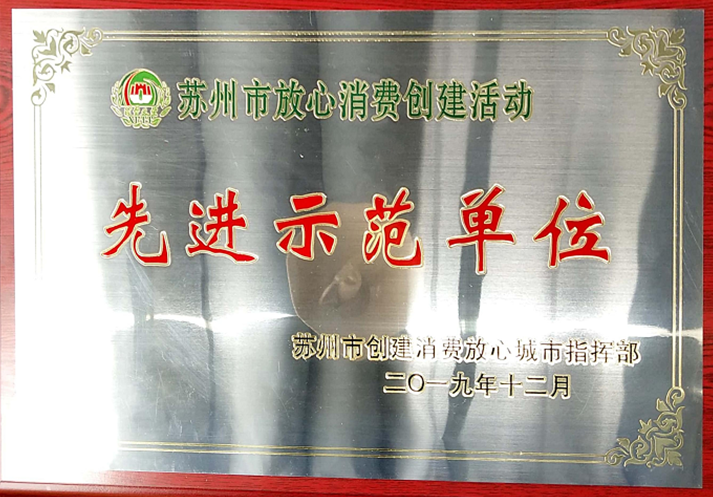 苏州市放心消费创建活动
先进示范单位
苏州市创建消费放心城市指挥部
二〇一九年十二月